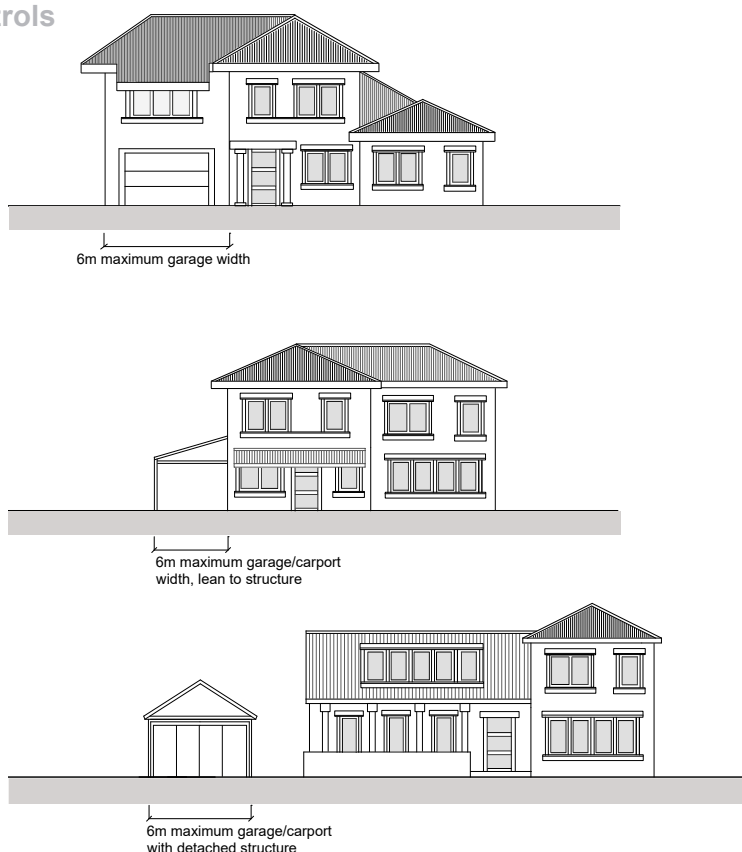 trols
6m maximum garage width
6m maximum garage/carport
width, lean to structure
6m maximum garage/carport
with detached structure